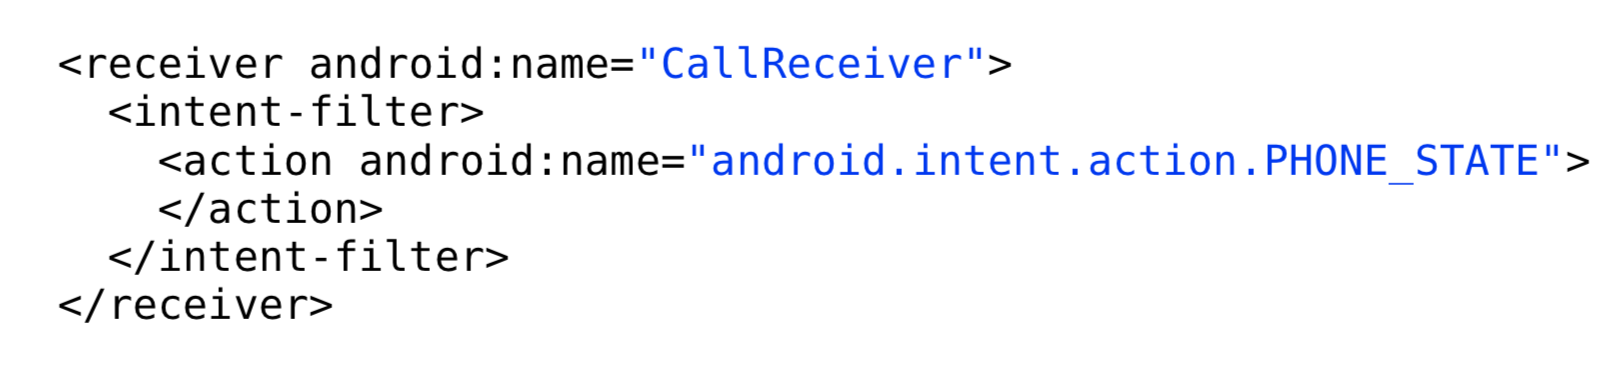 <receiver android:name="CallReceiver">
  <intent-filter>
    <action android:name="android.intent.action.PHONE_STATE">
    </action>
  </intent-filter>
</receiver>